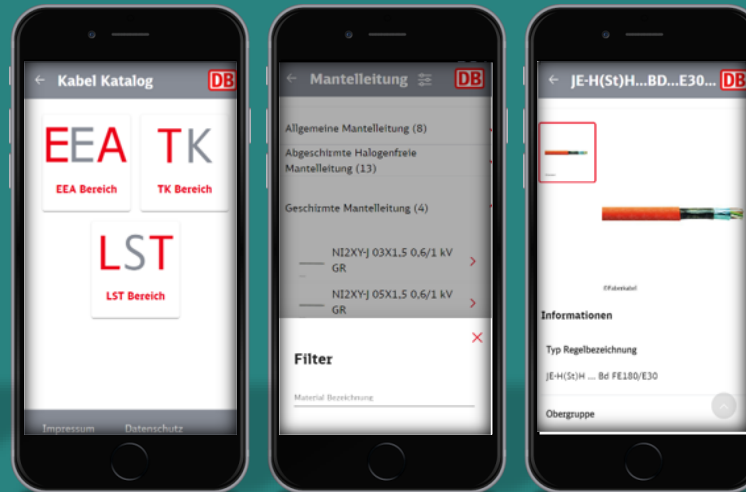 Kabel Katalog
DB
EEA
TK
EEA Bereich
TK Bereich
LST
LST Bereich
Impressum
Datenschutz
Mantelleitung
DB
Allgemeine Mantelleitung (8)
Abgeschirmte Halogenfreie
Mantelleitung (13)
Geschirmte Mantelleitung (4)
NI2XY-J 03X1,5 0,6/1 kV
GR
NI2XY-J 05X1,5 0,6/1 kV
GR
Filter
Material Bezeichnung
JE-H(St)H...BD...E30...
DB
Informationen
Typ Regelbezeichnung
JE-H(St)H .... Bd FE180/E30
Obergruppe